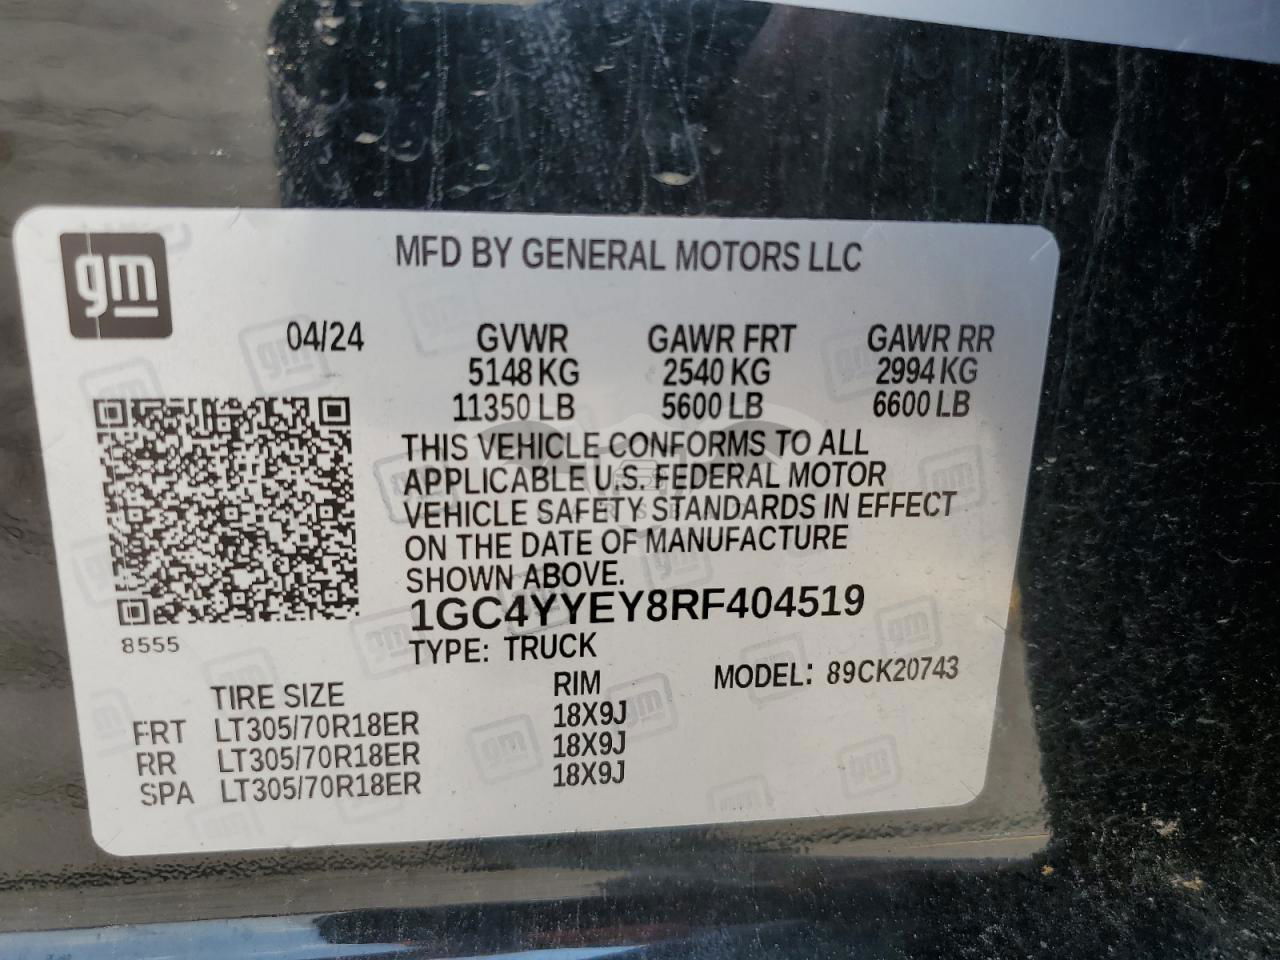 gm
MFD BY GENERAL MOTORS LLC
04/24 GVWR GAWR FRT GAWR RR
5148 KG 2540 KG 2994 KG
11350 LB 5600 LB 6600 LB
THIS VEHICLE CONFORMS TO ALL
APPLICABLE U.S. FEDERAL MOTOR
VEHICLE SAFETY STANDARDS IN EFFECT
ON THE DATE OF MANUFACTURE
SHOWN ABOVE.
1GC4YYEY8RF404519
8555
TYPE: TRUCK
TIRE SIZE RIM MODEL: 89CK20743
FRT LT305/70R18ER 18X9J
RR LT305/70R18ER 18X9J
SPA LT305/70R18ER 18X9J